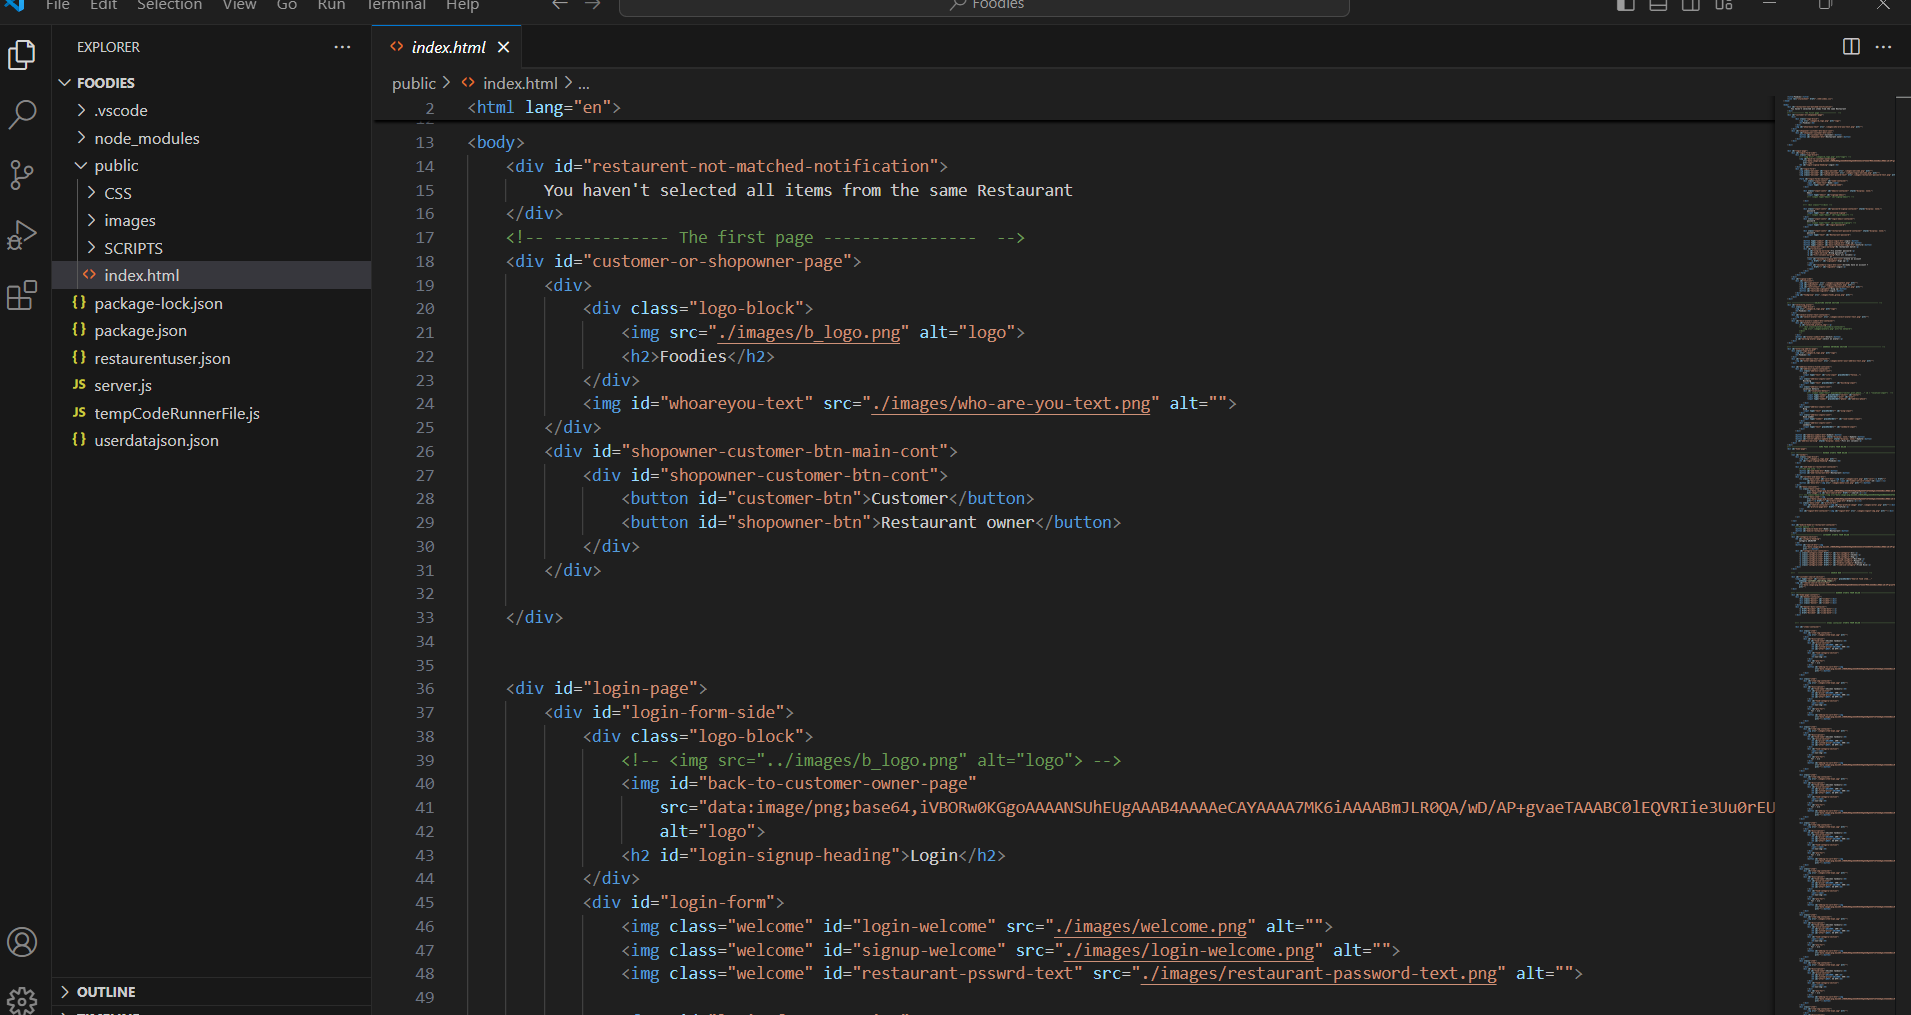 File Edit Selection View Go Run Terminal Help
Foodies
EXPLORER
index.html
FOODIES
public > index.html > ...
.vscode
node_modules
public
CSS
images
SCRIPTS
index.html
package-lock.json
package.json
restaurentuser.json
JS server.js
JS tempCodeRunnerFile.js
userdatajson.json
OUTLINE
2 <html lang="en">
13 <body>
14 <div id="restaurent-not-matched-notification">
15 You haven't selected all items from the same Restaurant
16 </div>
17 <!-- ------------ The first page ---------------- -->
18 <div id="customer-or-shopowner-page">
19 <div>
20 <div class="logo-block">
21 <img src="./images/b_logo.png" alt="logo">
22 <h2>Foodies</h2>
23 </div>
24 <img id="whoareyou-text" src="./images/who-are-you-text.png" alt="">
25 </div>
26 <div id="shopowner-customer-btn-main-cont">
27 <div id="shopowner-customer-btn-cont">
28 <button id="customer-btn">Customer</button>
29 <button id="shopowner-btn">Restaurant owner</button>
30 </div>
31 </div>
32
33 </div>
34
35
36 <div id="login-page">
37 <div id="login-form-side">
38 <div class="logo-block">
39 <!-- <img src="../images/b_logo.png" alt="logo"> -->
40 <img id="back-to-customer-owner-page"
41 src="data:image/png;base64,iVBORw0KGgoAAAANSUhEUgAAAB4AAAAeCAYAAAA7MK6iAAAABmJLR0QA/wD/AP+gvaeTAAABC0lEQVRIie3Uu0rEU
42 alt="logo">
43 <h2 id="login-signup-heading">Login</h2>
44 </div>
45 <div id="login-form">
46 <img class="welcome" id="login-welcome" src="./images/welcome.png" alt="">
47 <img class="welcome" id="signup-welcome" src="./images/login-welcome.png" alt="">
48 <img class="welcome" id="restaurant-psswrd-text" src="./images/restaurant-password-text.png" alt="">
49